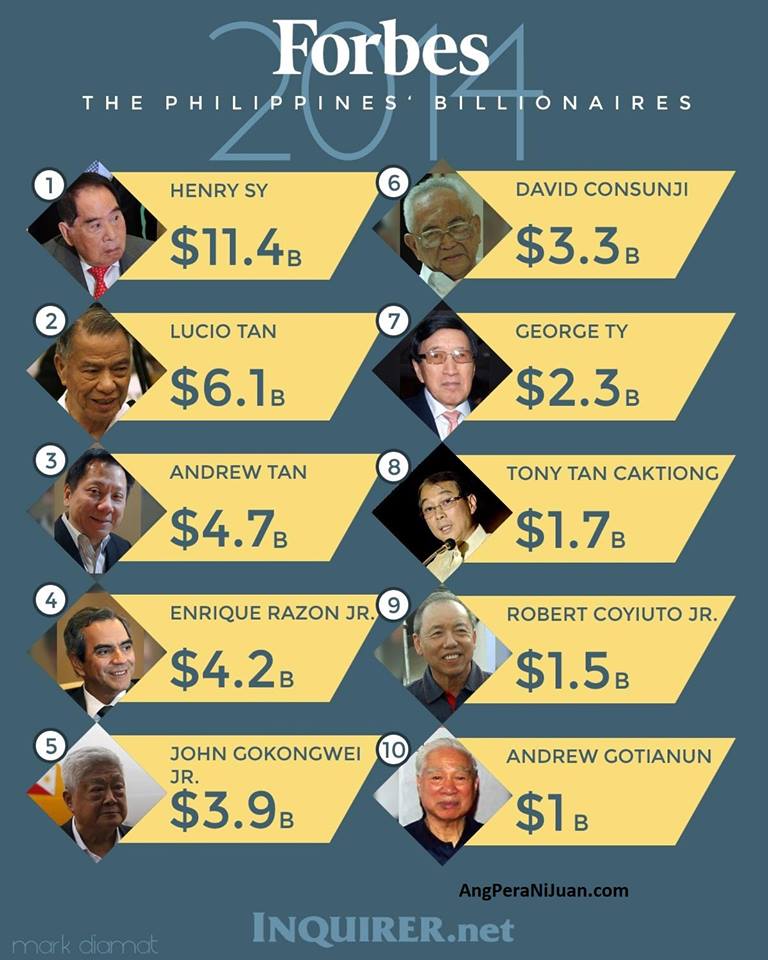 Forbes
2014
THE PHILIPPINES' BILLIONAIRES
1
HENRY SY
$11.4B
2
LUCIO TAN
$6.1B
3
ANDREW TAN
$4.7B
4
ENRIQUE RAZON JR.
$4.2B
5
JOHN GOKONGWEI
JR.
$3.9B
6
DAVID CONSUNJI
$3.3B
7
GEORGE TY
$2.3B
8
TONY TAN CAKTIONG
$1.7B
9
ROBERT COYIUTO JR.
$1.5B
10
ANDREW GOTIANUN
$1B
AngPeraNiJuan.com
INQUIRER.net
mark diamat